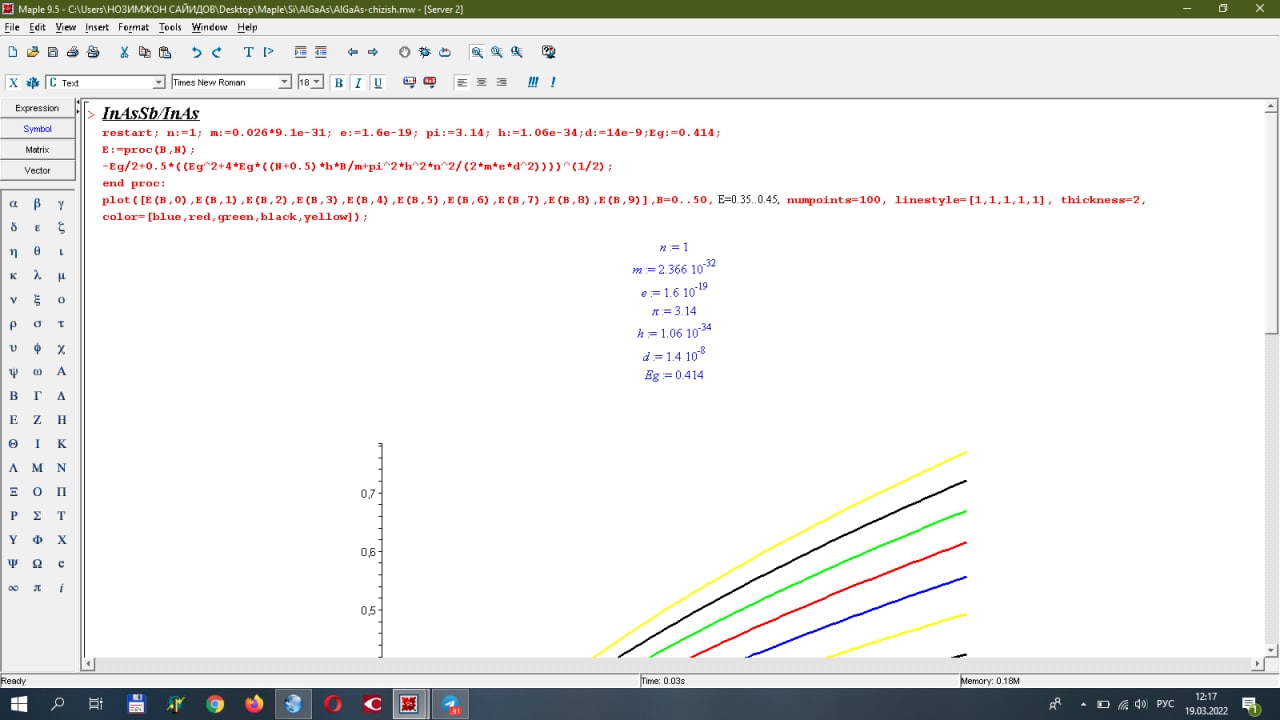 Maple 9.5 - C:\Users\НОЗИМЖОН САЙИДОВ\Desktop\Maple\Si\AlGaAs\AlGaAs-chizish.mw - [Server 2]
File Edit View Insert Format Tools Window Help
C Text Times New Roman 18 B I U !!! !
Expression
Symbol
Matrix
Vector
α β γ
δ ε ζ
η θ ι
κ λ μ
ν ξ ο
ρ σ τ
υ φ χ
ψ ω Α
Β Γ Δ
Ε Ζ Η
Θ Ι Κ
Λ Μ Ν
Ξ Ο Π
Ρ Σ Τ
Υ Φ Χ
Ψ Ω e
∞ π i
> InAsSb/InAs
restart; n:=1; m:=0.026*9.1e-31; e:=1.6e-19; pi:=3.14; h:=1.06e-34;d:=14e-9;Eg:=0.414;
E:=proc(B,N);
-Eg/2+0.5*((Eg^2+4*Eg*((N+0.5)*h*B/m+pi^2*h^2*n^2/(2*m*e*d^2))))^(1/2);
end proc:
plot([E(B,0),E(B,1),E(B,2),E(B,3),E(B,4),E(B,5),E(B,6),E(B,7),E(B,8),E(B,9)],B=0..50, E=0.35..0.45, numpoints=100, linestyle=[1,1,1,1,1], thickness=2,
color=[blue,red,green,black,yellow]);
n := 1
m := 2.366 10^-32
e := 1.6 10^-19
π := 3.14
h := 1.06 10^-34
d := 1.4 10^-8
Eg := 0.414
0,7
0,6
0,5
Ready Time: 0.03s Memory: 0.18M
91 РУС 12:17
19.03.2022 1